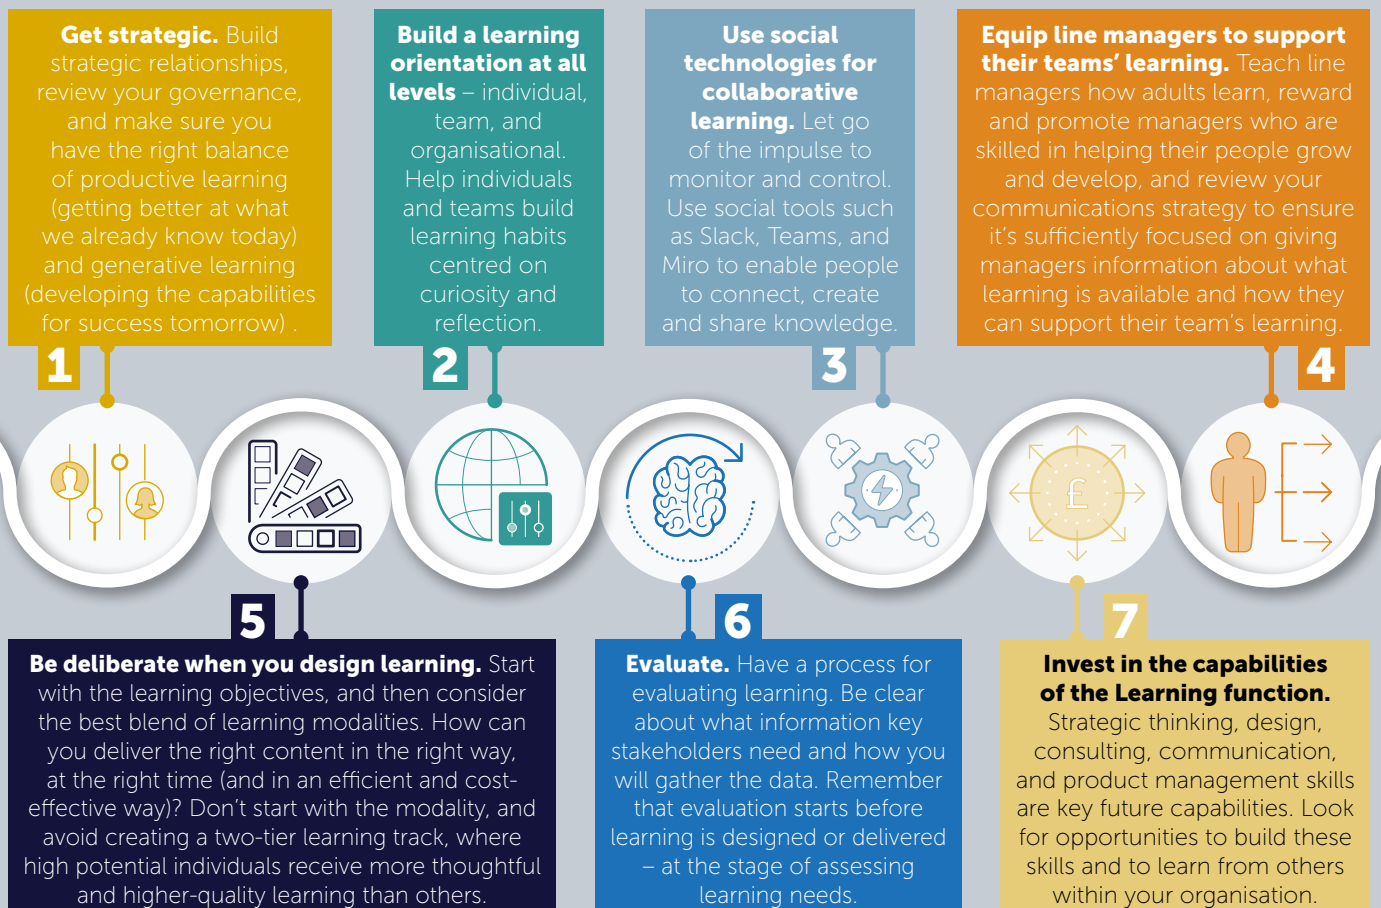 Get strategic. Build
strategic relationships,
review your governance,
and make sure you
have the right balance
of productive learning
(getting better at what
we already know today)
and generative learning
(developing the capabilities
for success tomorrow) .
1
Build a learning
orientation at all
levels – individual,
team, and
organisational.
Help individuals
and teams build
learning habits
centred on
curiosity and
reflection.
2
Use social
technologies for
collaborative
learning. Let go
of the impulse to
monitor and control.
Use social tools such
as Slack, Teams, and
Miro to enable people
to connect, create
and share knowledge.
3
Equip line managers to support
their teams’ learning. Teach line
managers how adults learn, reward
and promote managers who are
skilled in helping their people grow
and develop, and review your
communications strategy to ensure
it’s sufficiently focused on giving
managers information about what
learning is available and how they
can support their team’s learning.
4
£
5
Be deliberate when you design learning. Start
with the learning objectives, and then consider
the best blend of learning modalities. How can
you deliver the right content in the right way,
at the right time (and in an efficient and cost-
effective way)? Don’t start with the modality, and
avoid creating a two-tier learning track, where
high potential individuals receive more thoughtful
and higher-quality learning than others.
6
Evaluate. Have a process for
evaluating learning. Be clear
about what information key
stakeholders need and how you
will gather the data. Remember
that evaluation starts before
learning is designed or delivered
– at the stage of assessing
learning needs.
7
Invest in the capabilities
of the Learning function.
Strategic thinking, design,
consulting, communication,
and product management skills
are key future capabilities. Look
for opportunities to build these
skills and to learn from others
within your organisation.